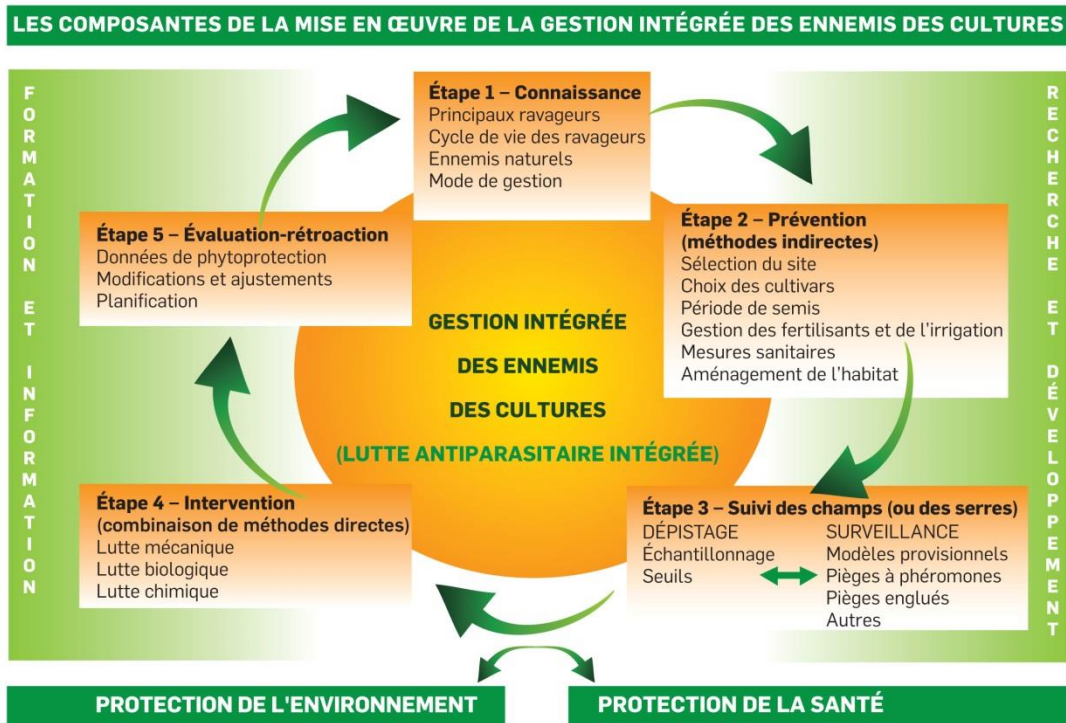 LES COMPOSANTES DE LA MISE EN ŒUVRE DE LA GESTION INTÉGRÉE DES ENNEMIS DES CULTURES
FORMATION ET INFORMATION
Étape 1 – Connaissance
Principaux ravageurs
Cycle de vie des ravageurs
Ennemis naturels
Mode de gestion
Étape 2 – Prévention
(méthodes indirectes)
Sélection du site
Choix des cultivars
Période de semis
Gestion des fertilisants et de l'irrigation
Mesures sanitaires
Aménagement de l'habitat
Étape 3 – Suivi des champs (ou des serres)
DÉPISTAGE
Échantillonnage
Seuils
SURVEILLANCE
Modèles provisionnels
Pièges à phéromones
Pièges englués
Autres
Étape 4 – Intervention
(combinaison de méthodes directes)
Lutte mécanique
Lutte biologique
Lutte chimique
Étape 5 – Évaluation-rétroaction
Données de phytoprotection
Modifications et ajustements
Planification
GESTION INTÉGRÉE
DES ENNEMIS
DES CULTURES
(LUTTE ANTIPARASITAIRE INTÉGRÉE)
RECHERCHE ET DÉVELOPPEMENT
PROTECTION DE L'ENVIRONNEMENT
PROTECTION DE LA SANTÉ